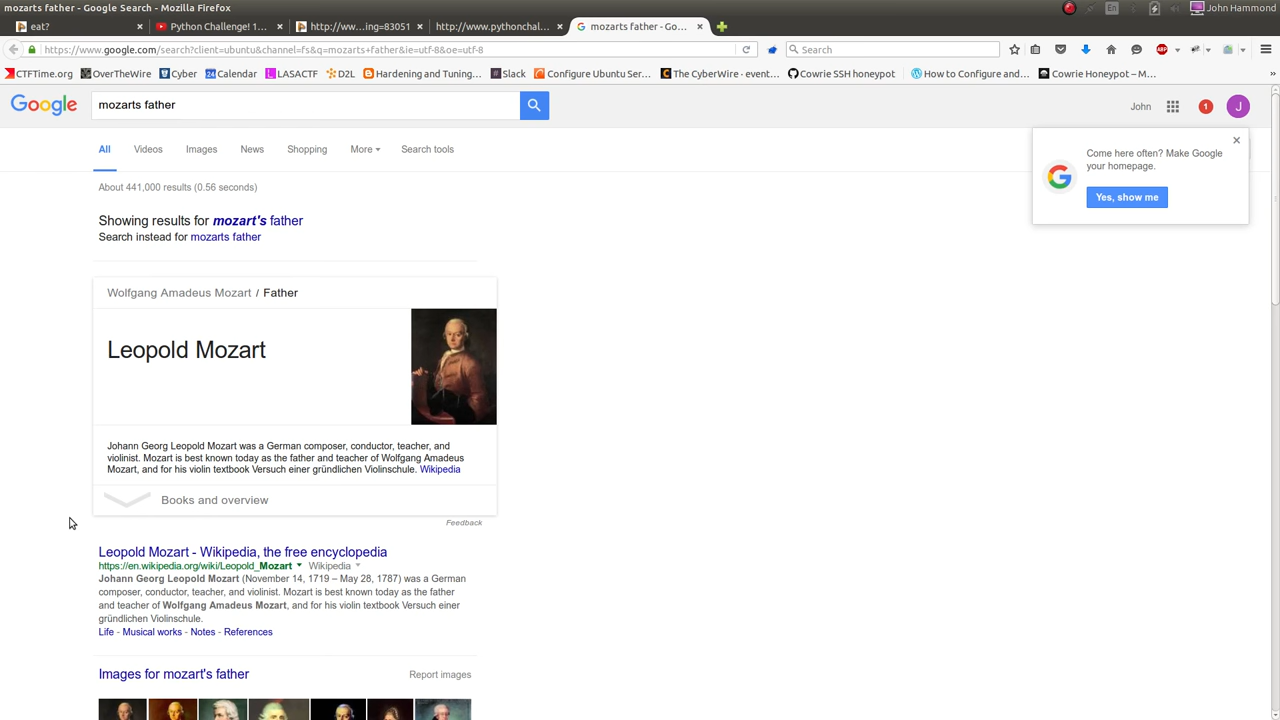 mozarts father - Google Search - Mozilla Firefox
En
John Hammond
eat?
Python Challenge! 1...
http://ww...ing=83051
http://www.pythonchal...
mozarts father - Go...
https://www.google.com/search?client=ubuntu&channel=fs&q=mozarts+father&ie=utf-8&oe=utf-8
Search
ABP
CTFTime.org
OverTheWire
Cyber
24 Calendar
LASACTF
D2L
Hardening and Tuning...
Slack
Configure Ubuntu Ser...
The CyberWire - event...
Cowrie SSH honeypot
How to Configure and...
Cowrie Honeypot – M...
»
Google
mozarts father
John
1
J
All
Videos
Images
News
Shopping
More
Search tools
Come here often? Make Google
your homepage.
Yes, show me
About 441,000 results (0.56 seconds)
Showing results for mozart's father
Search instead for mozarts father
Wolfgang Amadeus Mozart / Father
Leopold Mozart
Johann Georg Leopold Mozart was a German composer, conductor, teacher, and
violinist. Mozart is best known today as the father and teacher of Wolfgang Amadeus
Mozart, and for his violin textbook Versuch einer gründlichen Violinschule. Wikipedia
Books and overview
Feedback
Leopold Mozart - Wikipedia, the free encyclopedia
https://en.wikipedia.org/wiki/Leopold_Mozart
Wikipedia
Johann Georg Leopold Mozart (November 14, 1719 – May 28, 1787) was a German
composer, conductor, teacher, and violinist. Mozart is best known today as the father
and teacher of Wolfgang Amadeus Mozart, and for his violin textbook Versuch einer
gründlichen Violinschule.
Life - Musical works - Notes - References
Images for mozart's father
Report images